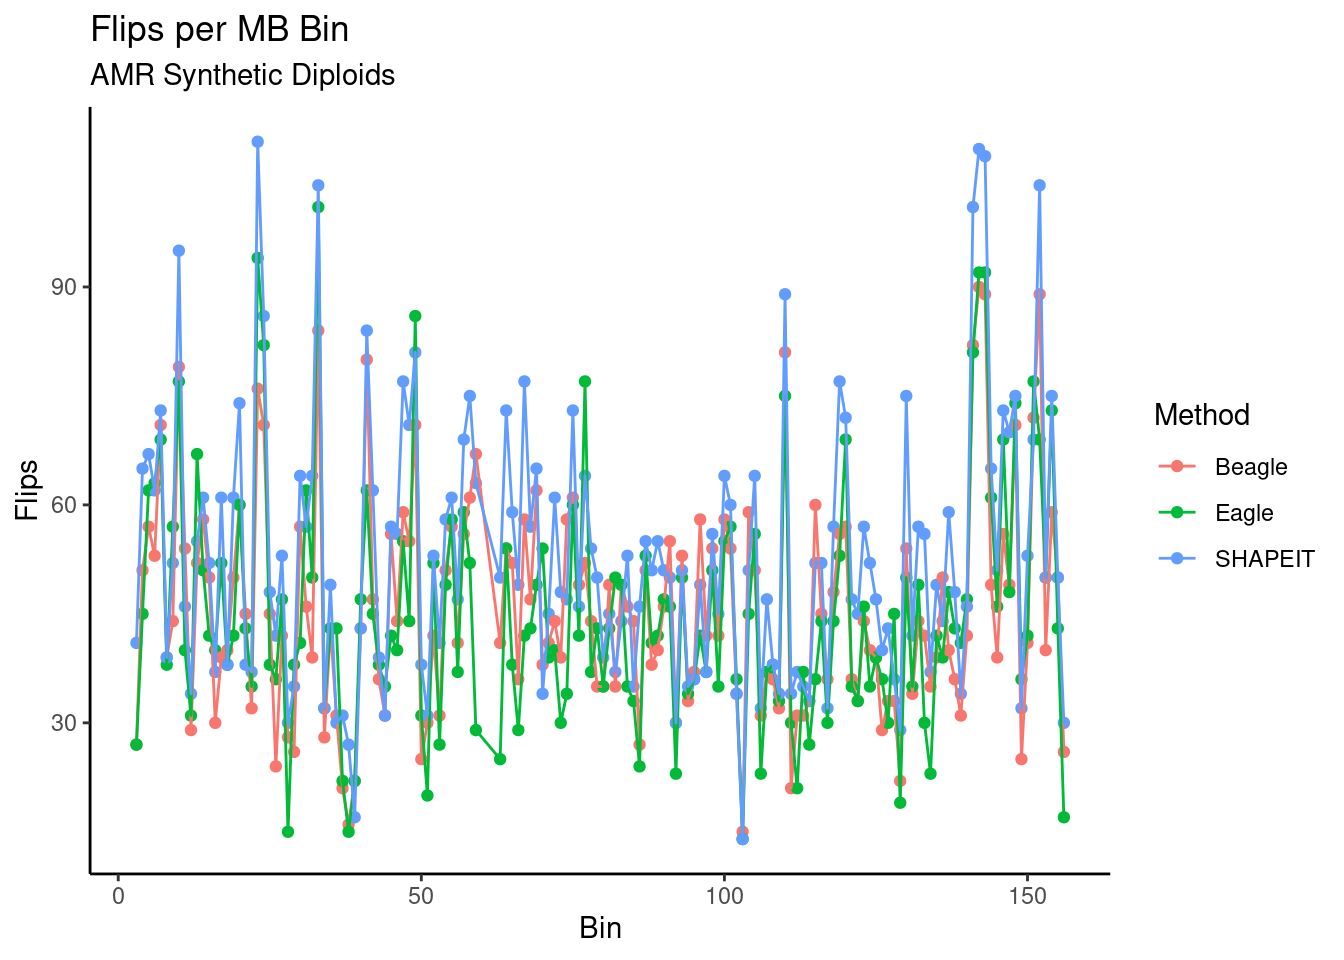 Flips per MB Bin
AMR Synthetic Diploids
90
60
30
Flips
0 50 100 150
Bin
Method
Beagle
Eagle
SHAPEIT